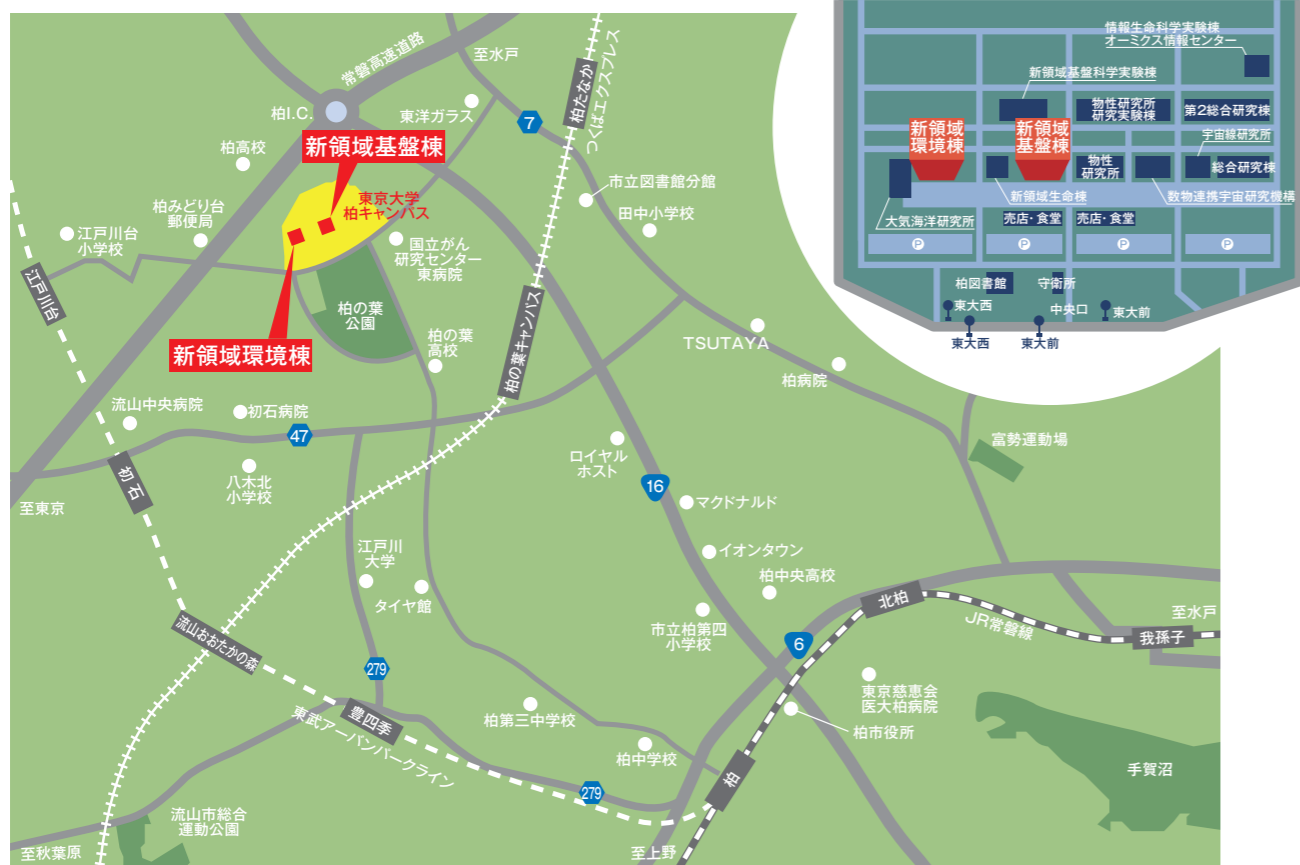 常磐高速道路
至水戸
柏I.C.
東洋ガラス
7
柏たなか
つくばエクスプレス
柏高校
新領域基盤棟
東京大学
柏キャンパス
柏みどり台
郵便局
江戸川台
小学校
国立がん
研究センター
東病院
市立図書館分館
田中小学校
江戸川台
柏の葉
公園
新領域環境棟
柏の葉
高校
柏の葉キャンパス
TSUTAYA
柏病院
流山中央病院
初石病院
47
初石
八木北
小学校
至東京
ロイヤル
ホスト
16
マクドナルド
イオンタウン
柏中央高校
富勢運動場
江戸川
大学
タイヤ館
市立柏第四
小学校
6
北柏
JR常磐線
至水戸
我孫子
流山おおたかの森
279
豊四季
東武アーバンパークライン
柏第三中学校
柏中学校
279
柏
東京慈恵会
医大柏病院
柏市役所
手賀沼
流山市総合
運動公園
至秋葉原
至上野
情報生命科学実験棟
オーミクス情報センター
新領域基盤科学実験棟
物性研究所
研究実験棟
第2総合研究棟
新領域
環境棟
新領域
基盤棟
宇宙線研究所
物性
研究所
総合研究棟
新領域生命棟
数物連携宇宙研究機構
大気海洋研究所
売店・食堂
売店・食堂
P
P
P
P
柏図書館
守衛所
東大西
中央口
東大前
東大西
東大前